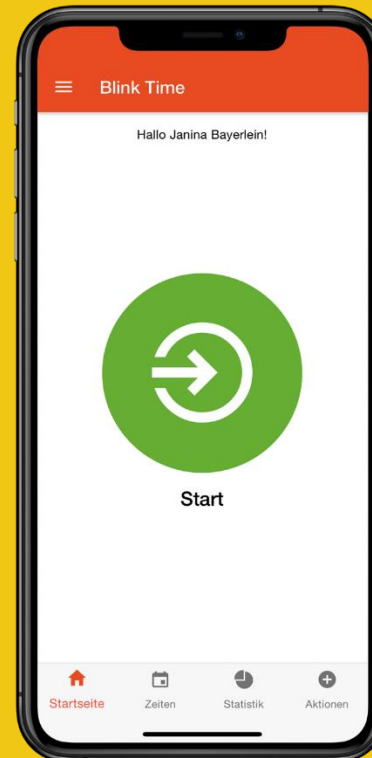 Blink Time
Hallo Janina Bayerlein!
Start
Startseite
Zeiten
Statistik
Aktionen